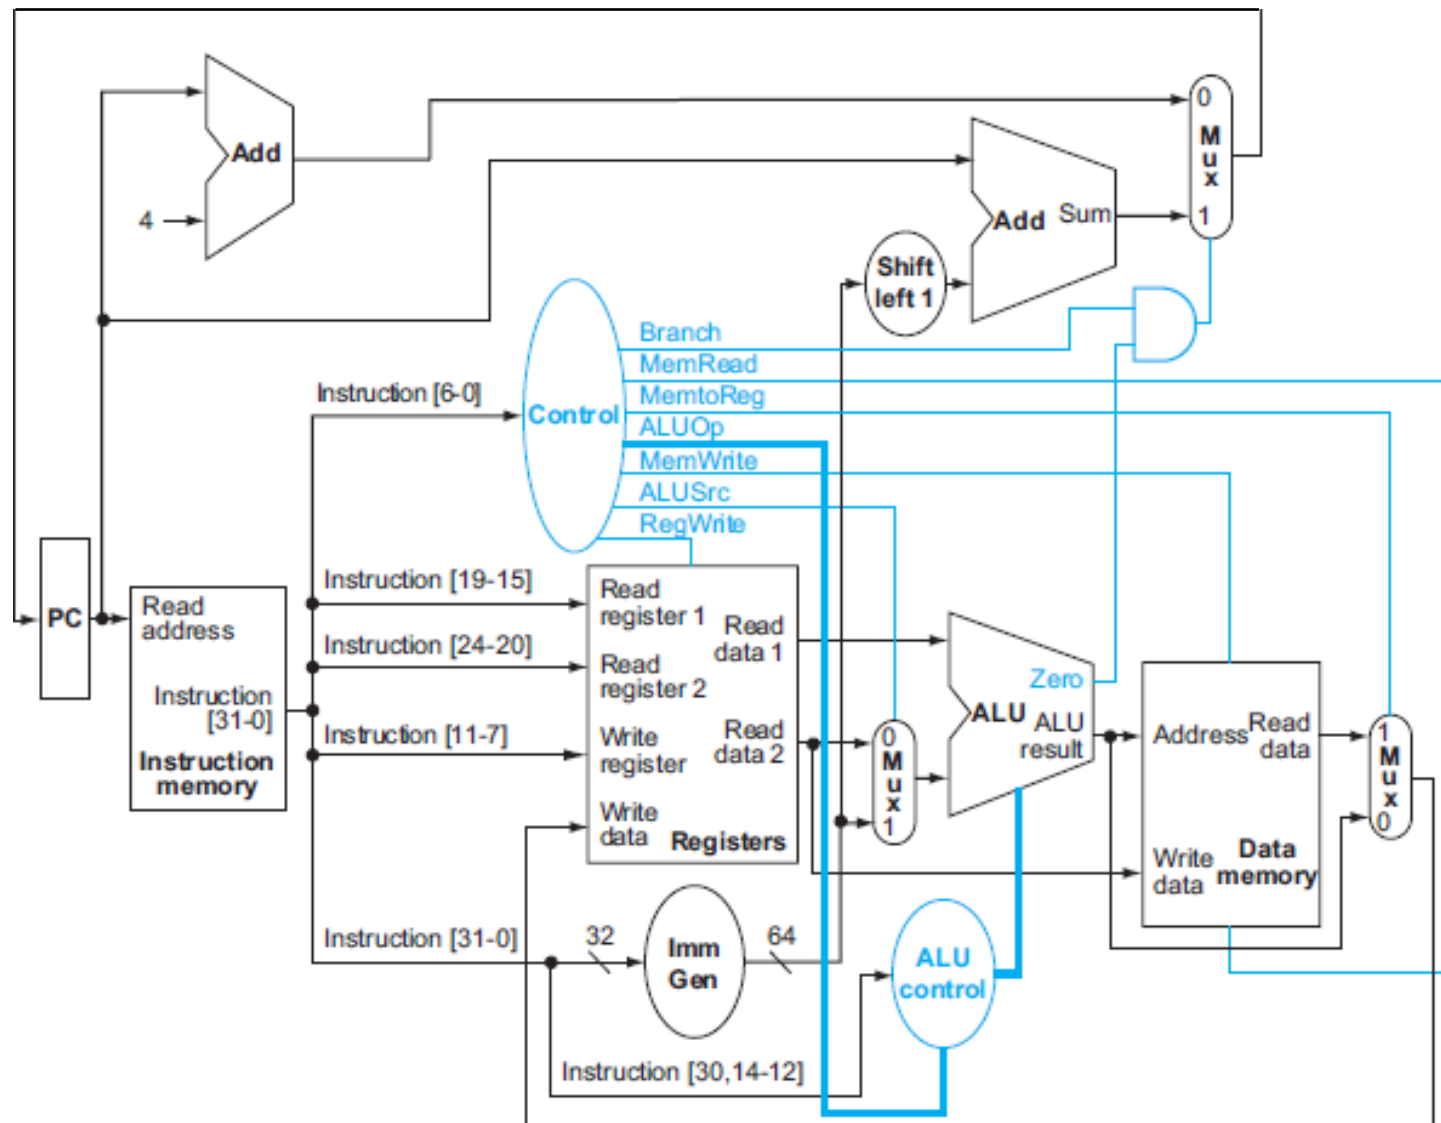 Add
4
0
Mux
1
Add Sum
Shift
left 1
Branch
MemRead
MemtoReg
ALUOp
MemWrite
ALUSrc
RegWrite
Control
Instruction [6-0]
PC
Read
address
Instruction
[31-0]
Instruction
memory
Instruction [19-15]
Instruction [24-20]
Instruction [11-7]
Instruction [31-0]
Read
register 1
Read
register 2
Write
register
Write
data
Read
data 1
Read
data 2
Registers
0
Mux
1
Zero
ALU
ALU
result
Address
Read
data
Write
data
Data
memory
1
Mux
0
32
Imm
Gen
64
ALU
control
Instruction [30,14-12]